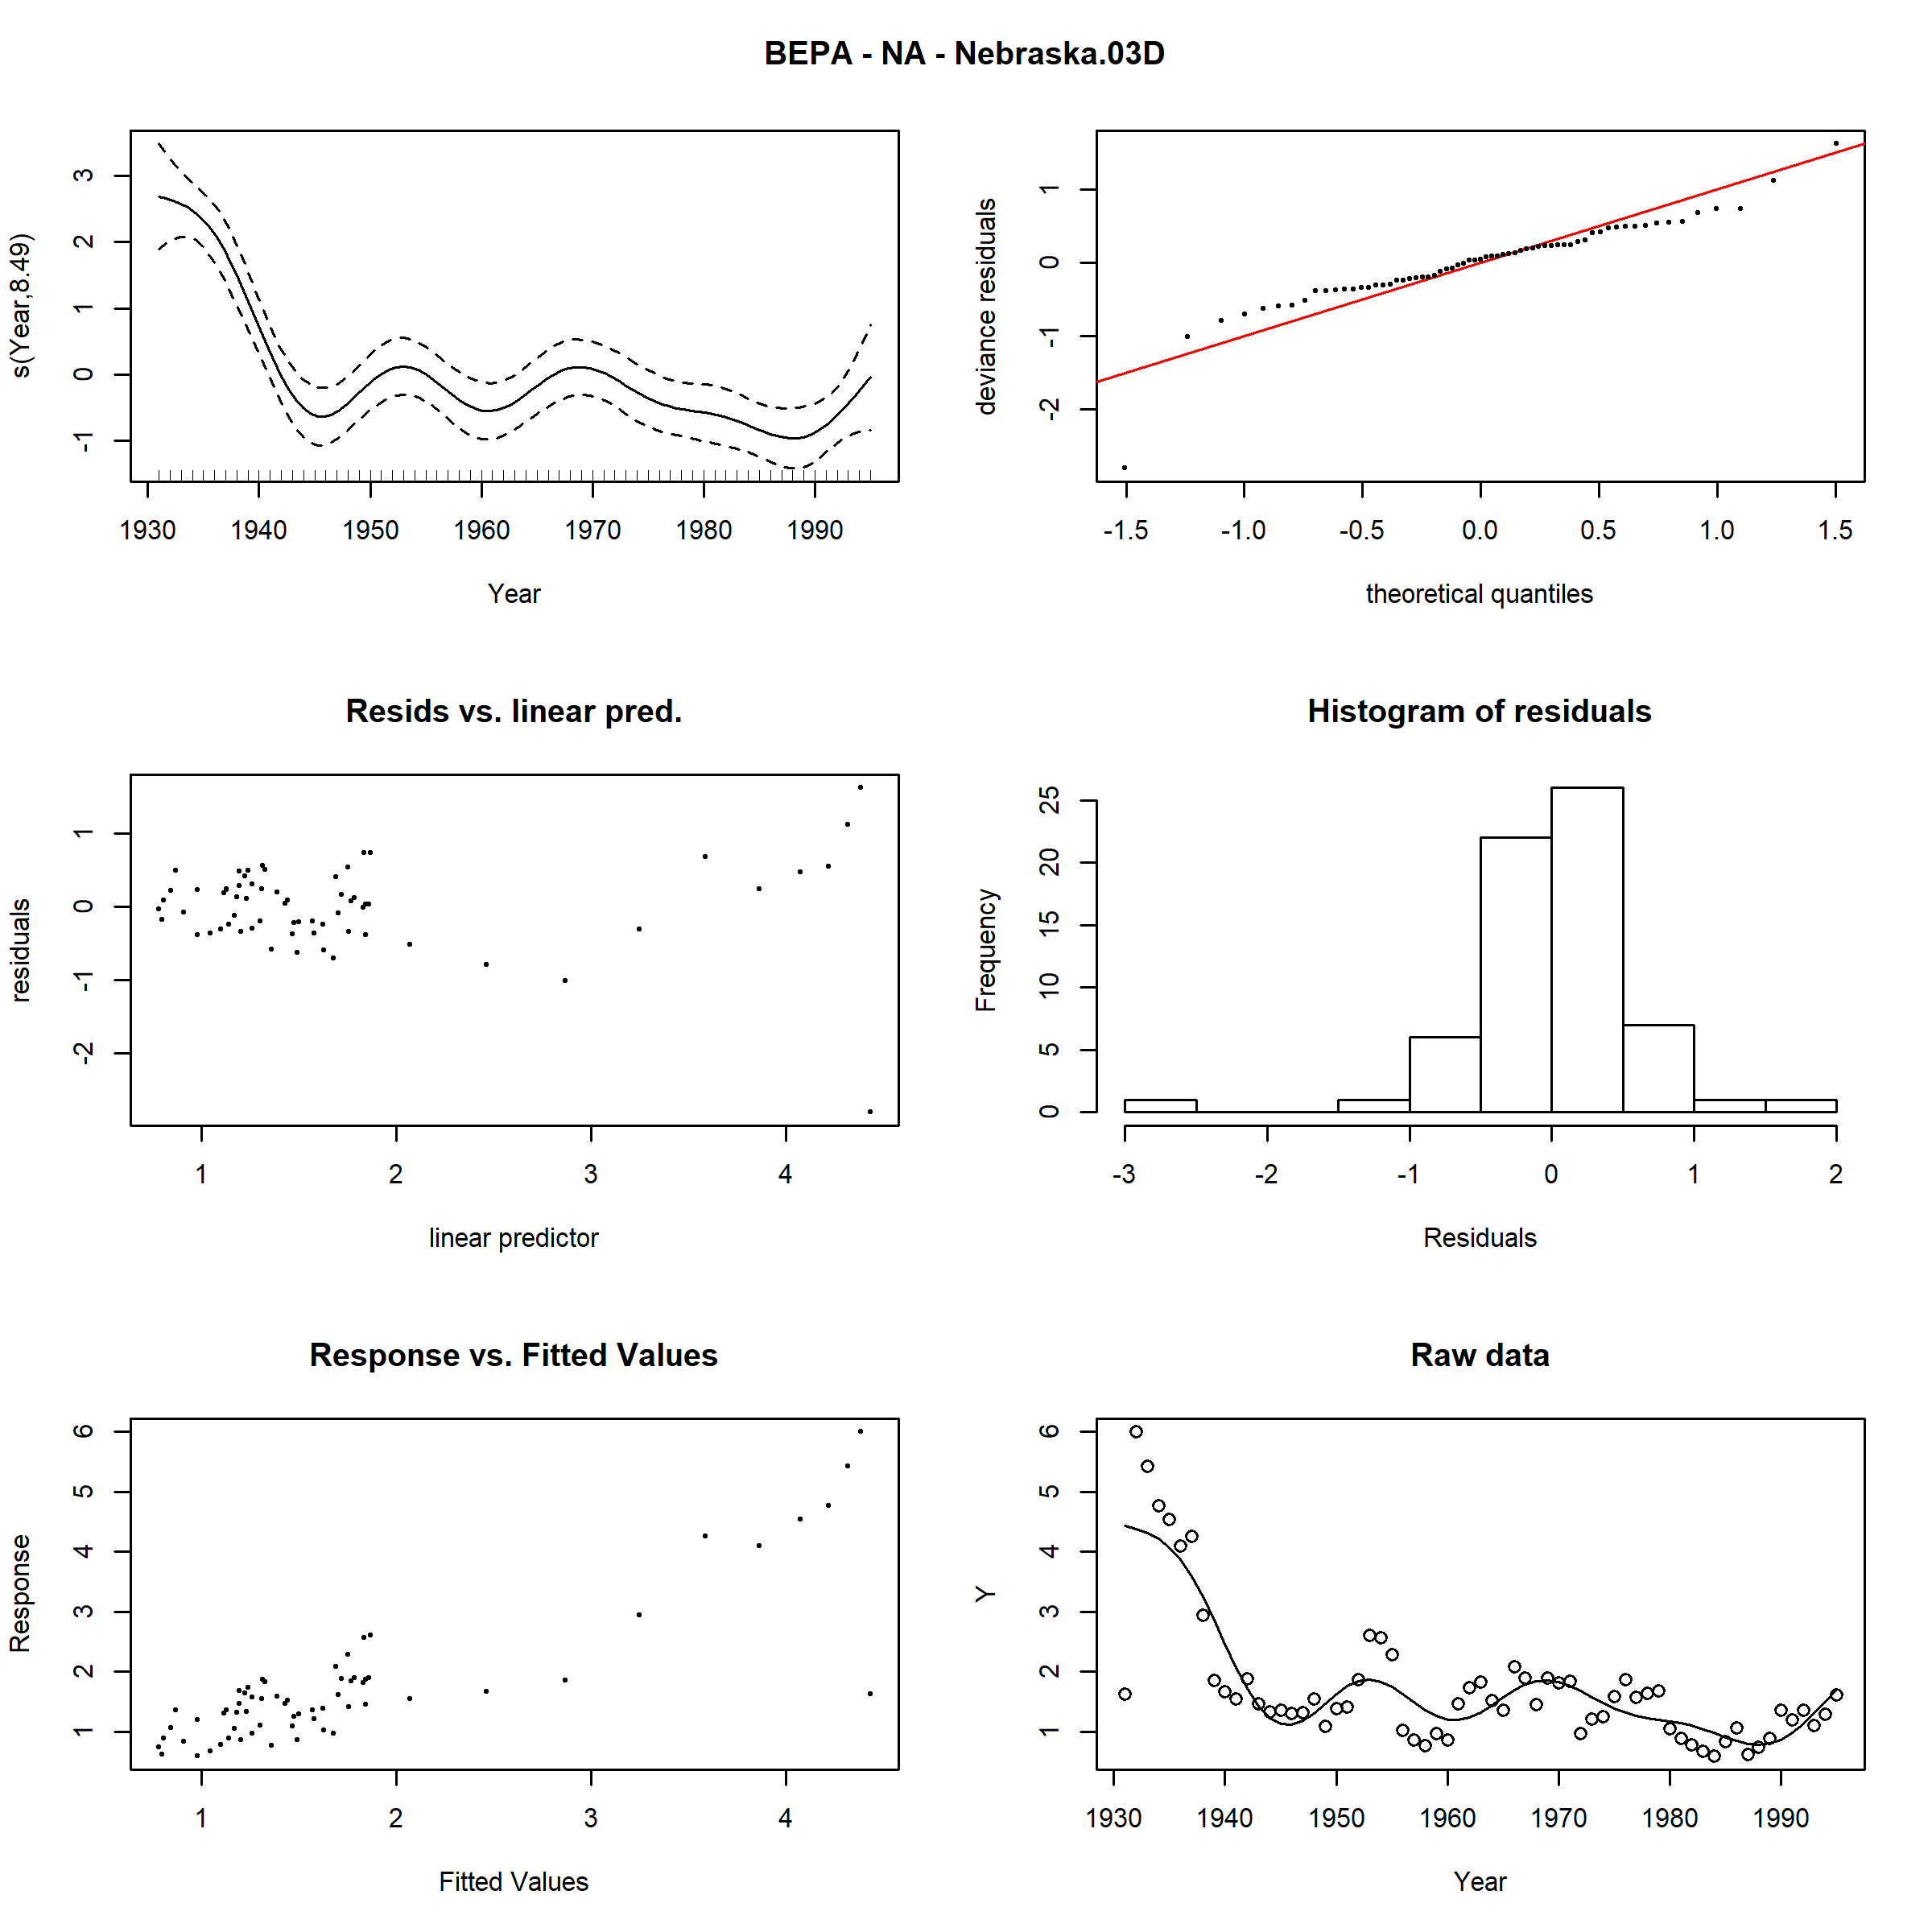 BEPA - NA - Nebraska.03D
s(Year,8.49)
3
2
1
0
-1
1930 1940 1950 1960 1970 1980 1990
Year
deviance residuals
1
0
-1
-2
-1.5 -1.0 -0.5 0.0 0.5 1.0 1.5
theoretical quantiles
Resids vs. linear pred.
residuals
1
0
-1
-2
1 2 3 4
linear predictor
Histogram of residuals
Frequency
25
20
15
10
5
0
-3 -2 -1 0 1 2
Residuals
Response vs. Fitted Values
Response
6
5
4
3
2
1
1 2 3 4
Fitted Values
Raw data
Y
6
5
4
3
2
1
1930 1940 1950 1960 1970 1980 1990
Year